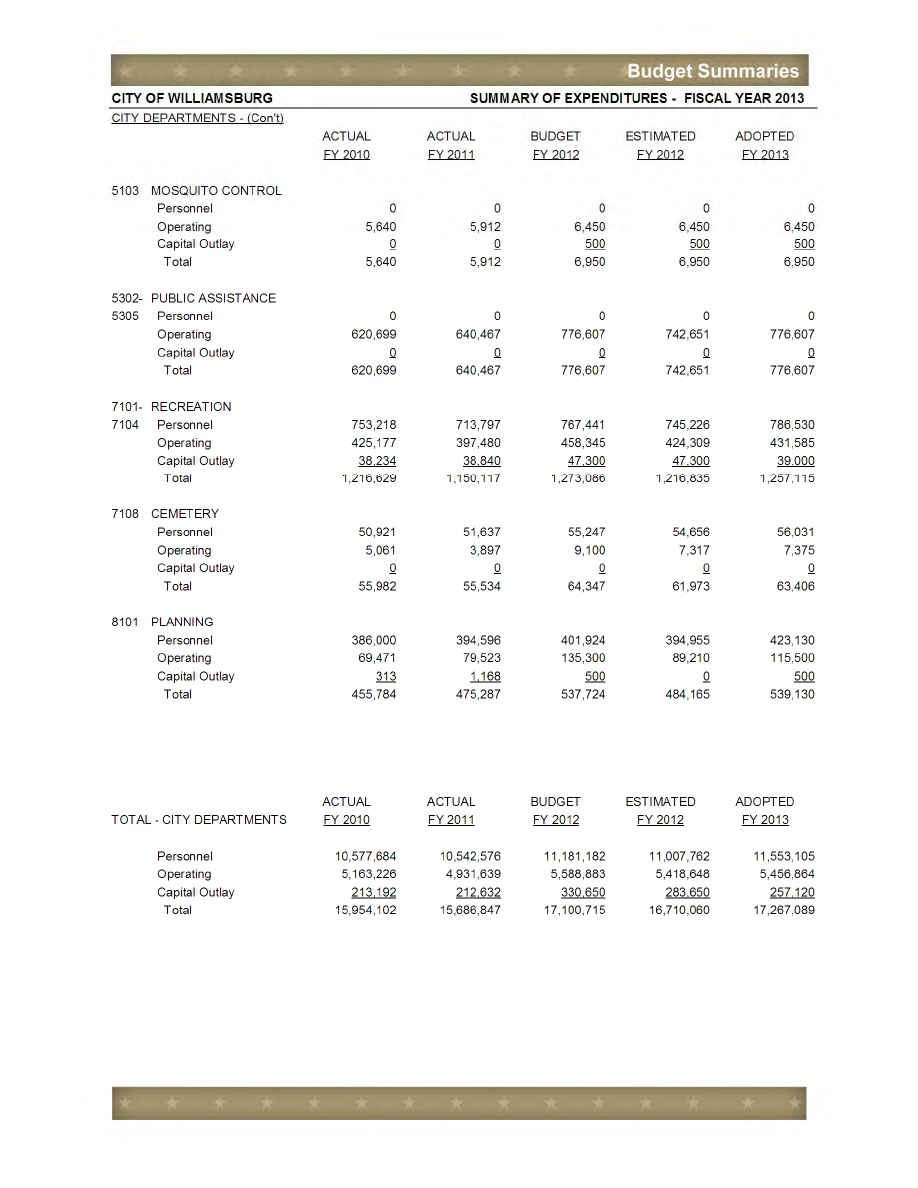 Budget Summaries
CITY OF WILLIAMSBURG SUMMARY OF EXPENDITURES - FISCAL YEAR 2013
CITY DEPARTMENTS - (Con't)
ACTUAL ACTUAL BUDGET ESTIMATED ADOPTED
FY 2010 FY 2011 FY 2012 FY 2012 FY 2013
5103 MOSQUITO CONTROL
Personnel 0 0 0 0 0
Operating 5,640 5,912 6,450 6,450 6,450
Capital Outlay 0 0 500 500 500
Total 5,640 5,912 6,950 6,950 6,950
5302- PUBLIC ASSISTANCE
5305 Personnel 0 0 0 0 0
Operating 620,699 640,467 776,607 742,651 776,607
Capital Outlay 0 0 0 0 0
Total 620,699 640,467 776,607 742,651 776,607
7101- RECREATION
7104 Personnel 753,218 713,797 767,441 745,226 786,530
Operating 425,177 397,480 458,345 424,309 431,585
Capital Outlay 38,234 38,840 47,300 47,300 39,000
Total 1,216,629 1,150,117 1,273,086 1,216,835 1,257,115
7108 CEMETERY
Personnel 50,921 51,637 55,247 54,656 56,031
Operating 5,061 3,897 9,100 7,317 7,375
Capital Outlay 0 0 0 0 0
Total 55,982 55,534 64,347 61,973 63,406
8101 PLANNING
Personnel 386,000 394,596 401,924 394,955 423,130
Operating 69,471 79,523 135,300 89,210 115,500
Capital Outlay 313 1,168 500 0 500
Total 455,784 475,287 537,724 484,165 539,130
ACTUAL ACTUAL BUDGET ESTIMATED ADOPTED
TOTAL - CITY DEPARTMENTS FY 2010 FY 2011 FY 2012 FY 2012 FY 2013
Personnel 10,577,684 10,542,576 11,181,182 11,007,762 11,553,105
Operating 5,163,226 4,931,639 5,588,883 5,418,648 5,456,864
Capital Outlay 213,192 212,632 330,650 283,650 257,120
Total 15,954,102 15,686,847 17,100,715 16,710,060 17,267,089